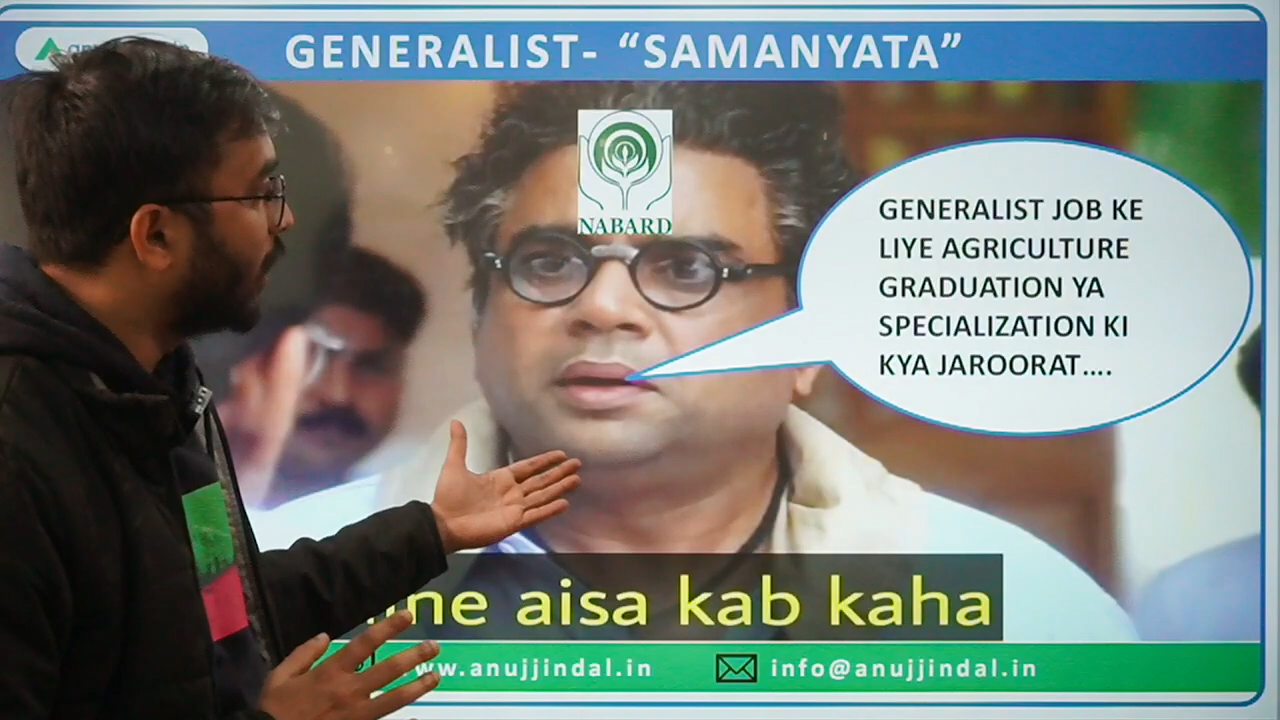 GENERALIST- “SAMANYATA”
NABARD
GENERALIST JOB KE
LIYE AGRICULTURE
GRADUATION YA
SPECIALIZATION KI
KYA JAROORAT....
aisa kab kaha
www.anujjindal.in
info@anujjindal.in